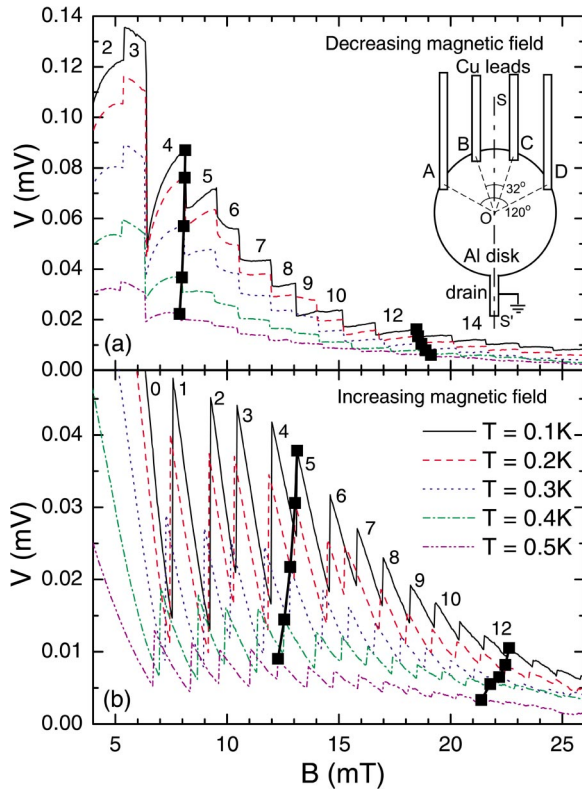 Decreasing magnetic field
Cu leads
S
B
C
A
D
32°
O
120°
Al disk
drain
S'
2
3
4
5
6
7
8
9
10
12
14
(a)
V (mV)
0.14
0.12
0.10
0.08
0.06
0.04
0.02
0.00
Increasing magnetic field
0
1
2
3
4
5
6
7
8
9
10
12
T = 0.1K
T = 0.2K
T = 0.3K
T = 0.4K
T = 0.5K
(b)
V (mV)
0.04
0.03
0.02
0.01
0.00
5
10
15
20
25
B (mT)